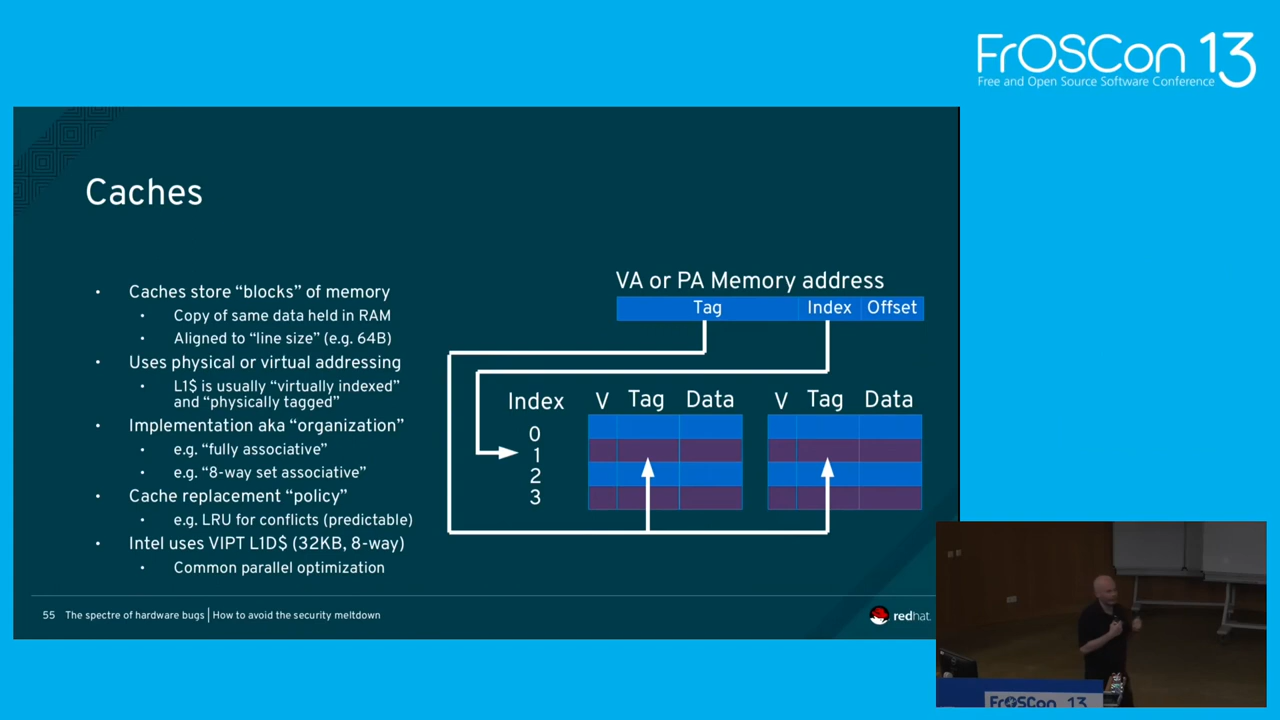 FrOSCon 13
Free and Open Source Software Conference
Caches
• Caches store “blocks” of memory
• Copy of same data held in RAM
• Aligned to “line size” (e.g. 64B)
• Uses physical or virtual addressing
• L1$ is usually “virtually indexed”
and “physically tagged”
• Implementation aka “organization”
• e.g. “fully associative”
• e.g. “8-way set associative”
• Cache replacement “policy”
• e.g. LRU for conflicts (predictable)
• Intel uses VIPT L1D$ (32KB, 8-way)
• Common parallel optimization
VA or PA Memory address
Tag Index Offset
Index V Tag Data V Tag Data
0
1
2
3
55 The spectre of hardware bugs | How to avoid the security meltdown
redhat.
FrOSCon 13